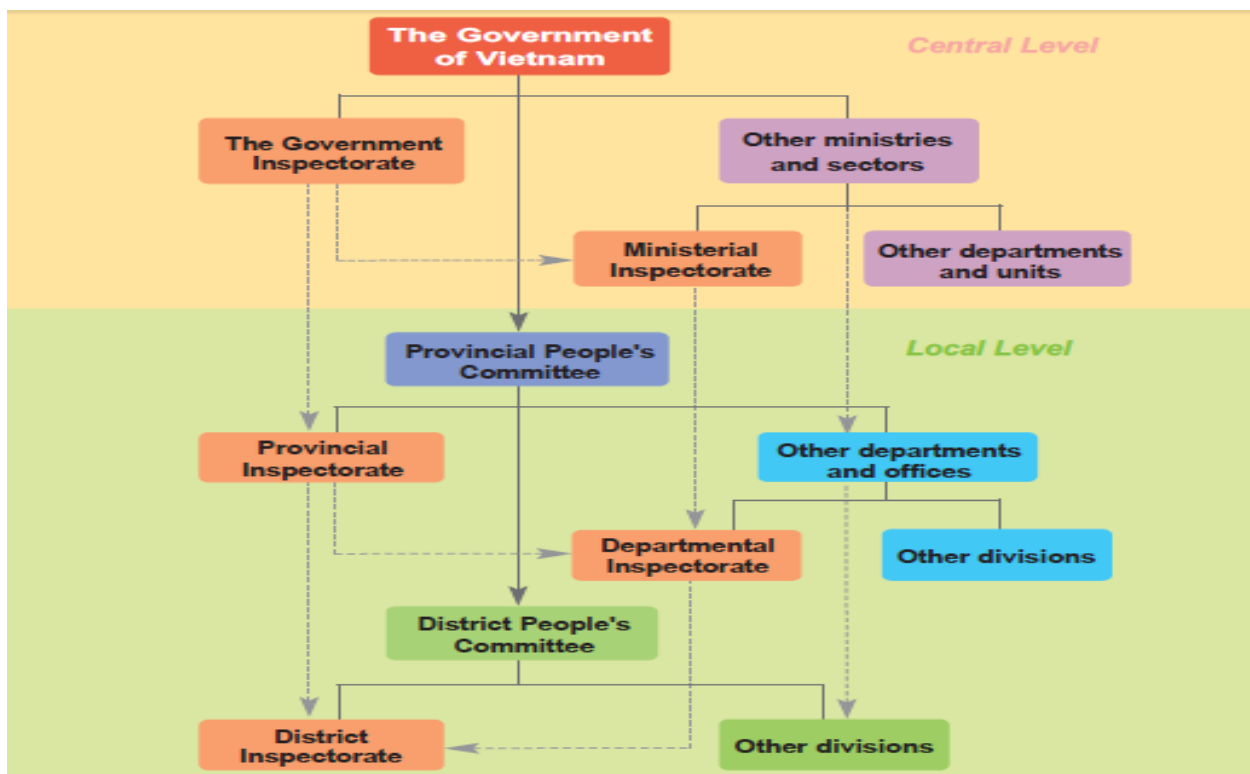 The Government
of Vietnam
Central Level
The Government
Inspectorate
Other ministries
and sectors
Ministerial
Inspectorate
Other departments
and units
Provincial People's
Committee
Local Level
Provincial
Inspectorate
Other departments
and offices
Departmental
Inspectorate
Other divisions
District People's
Committee
District
Inspectorate
Other divisions